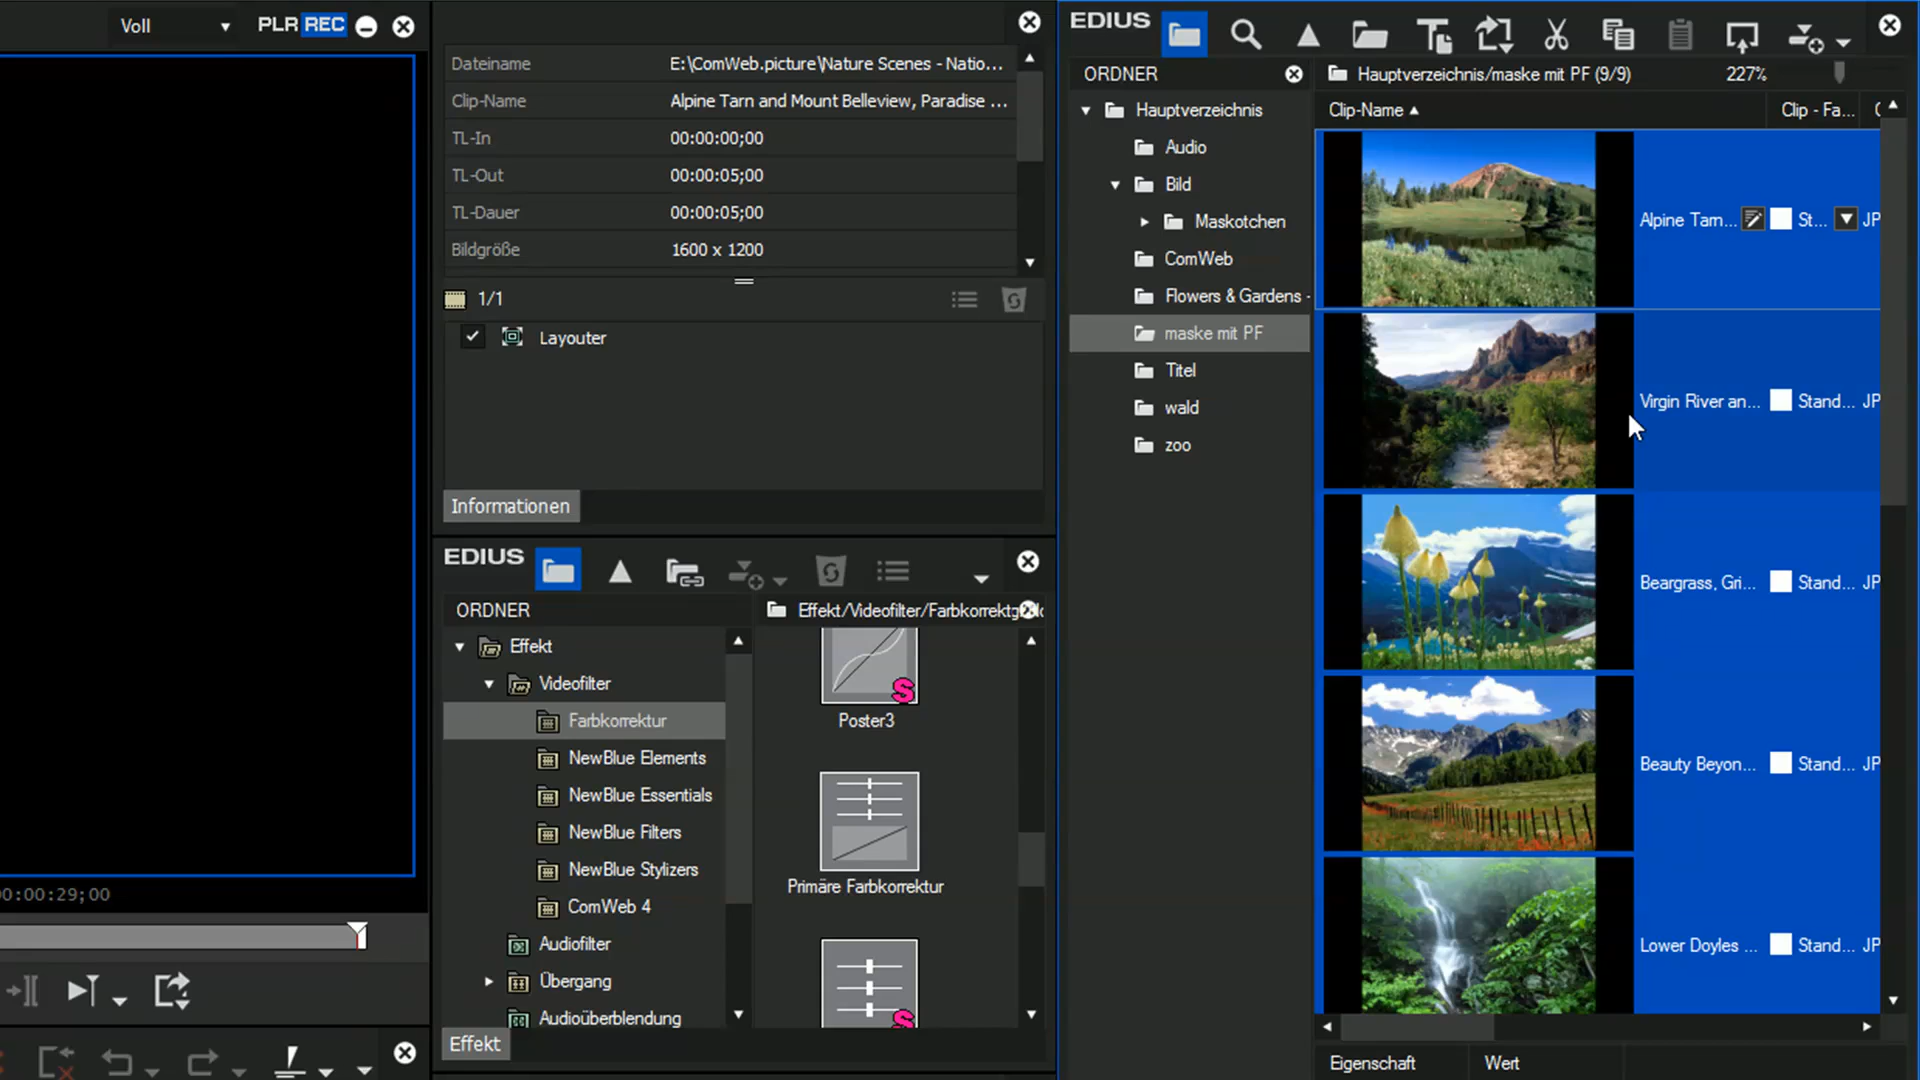 Voll
PLR REC
00:00:29;00
Dateiname E:\ComWeb.picture\Nature Scenes - Natio...
Clip-Name Alpine Tarn and Mount Belleview, Paradise ...
TL-In 00:00:00;00
TL-Out 00:00:05;00
TL-Dauer 00:00:05;00
Bildgröße 1600 x 1200
1/1
Layouter
Informationen
EDIUS
ORDNER
Effekt
Videofilter
Farbkorrektur
NewBlue Elements
NewBlue Essentials
NewBlue Filters
NewBlue Stylizers
ComWeb 4
Audiofilter
Übergang
Audioüberblendung
Effekt
Effekt/Videofilter/Farbkorrekt
Poster3
S
Primäre Farbkorrektur
S
EDIUS
ORDNER
Hauptverzeichnis
Audio
Bild
Maskotchen
ComWeb
Flowers & Gardens -
maske mit PF
Titel
wald
zoo
Hauptverzeichnis/maske mit PF (9/9) 227%
Clip-Name Clip - Fa...
Alpine Tarn... St... JP
Virgin River an... Stand... JP
Beargrass, Gri... Stand... JP
Beauty Beyon... Stand... JP
Lower Doyles ... Stand... JP
Eigenschaft Wert